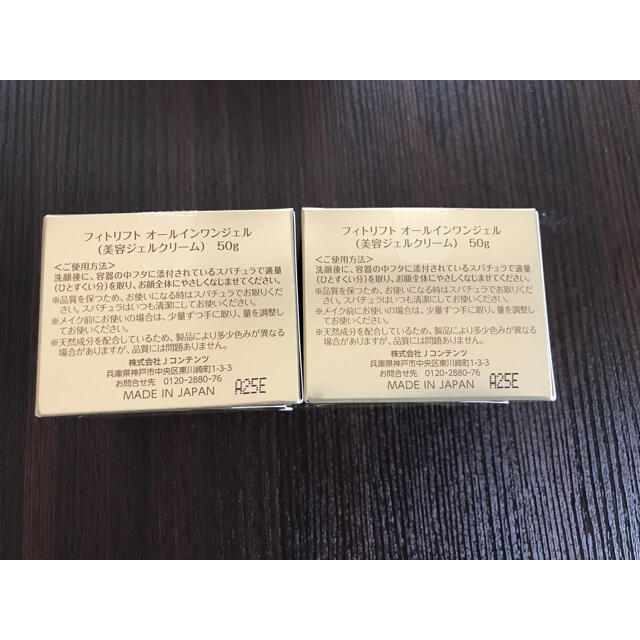 フィトリフト オールインワンジェル
(美容ジェルクリーム) 50g
<ご使用方法>
洗顔後に、容器の中フタに添付されているスパチュラで適量
(ひとすくい分)を取り、お顔全体にやさしくなじませてください。
※品質を保つため、お使いになる時はスパチュラでお取りくだ
さい。スパチュラはいつも清潔にしてお使いください。
※メイク前にお使いの場合は、少量ずつ手に取り、量を調整し
てお使いください。
※天然成分を配合しているため、製品により多少色みが異なる
場合がありますが、品質には問題ありません。
株式会社Jコンテンツ
兵庫県神戸市中央区東川崎町1-3-3
お問合せ先 0120-2880-76
MADE IN JAPAN
A25E
フィトリフト オールインワンジェル
(美容ジェルクリーム) 50g
<ご使用方法>
洗顔後に、容器の中フタに添付されているスパチュラで適量
(ひとすくい分)を取り、お顔全体にやさしくなじませてください。
※品質を保つため、お使いになる時はスパチュラでお取りくだ
さい。スパチュラはいつも清潔にしてお使いください。
※メイク前にお使いの場合は、少量ずつ手に取り、量を調整し
てお使いください。
※天然成分を配合しているため、製品により多少色みが異なる
場合がありますが、品質には問題ありません。
株式会社Jコンテンツ
兵庫県神戸市中央区東川崎町1-3-3
お問合せ先 0120-2880-76
MADE IN JAPAN
A25E